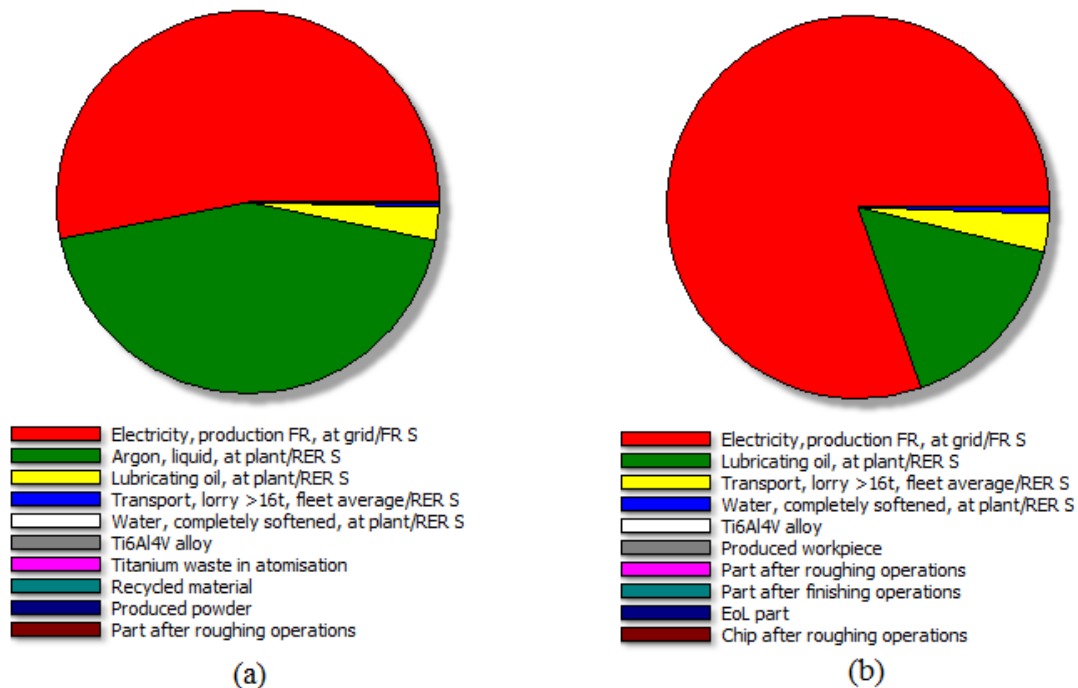 Electricity, production FR, at grid/FR S
Argon, liquid, at plant/RER S
Lubricating oil, at plant/RER S
Transport, lorry >16t, fleet average/RER S
Water, completely softened, at plant/RER S
Ti6Al4V alloy
Titanium waste in atomisation
Recycled material
Produced powder
Part after roughing operations
(a)
Electricity, production FR, at grid/FR S
Lubricating oil, at plant/RER S
Transport, lorry >16t, fleet average/RER S
Water, completely softened, at plant/RER S
Ti6Al4V alloy
Produced workpiece
Part after roughing operations
Part after finishing operations
EoL part
Chip after roughing operations
(b)